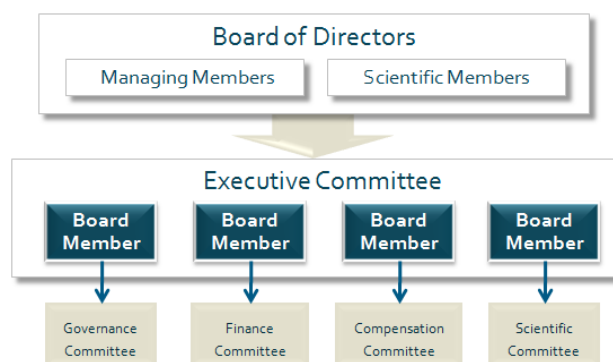 Board of Directors
Managing Members
Scientific Members
Executive Committee
Board
Member
Board
Member
Board
Member
Board
Member
Governance
Committee
Finance
Committee
Compensation
Committee
Scientific
Committee